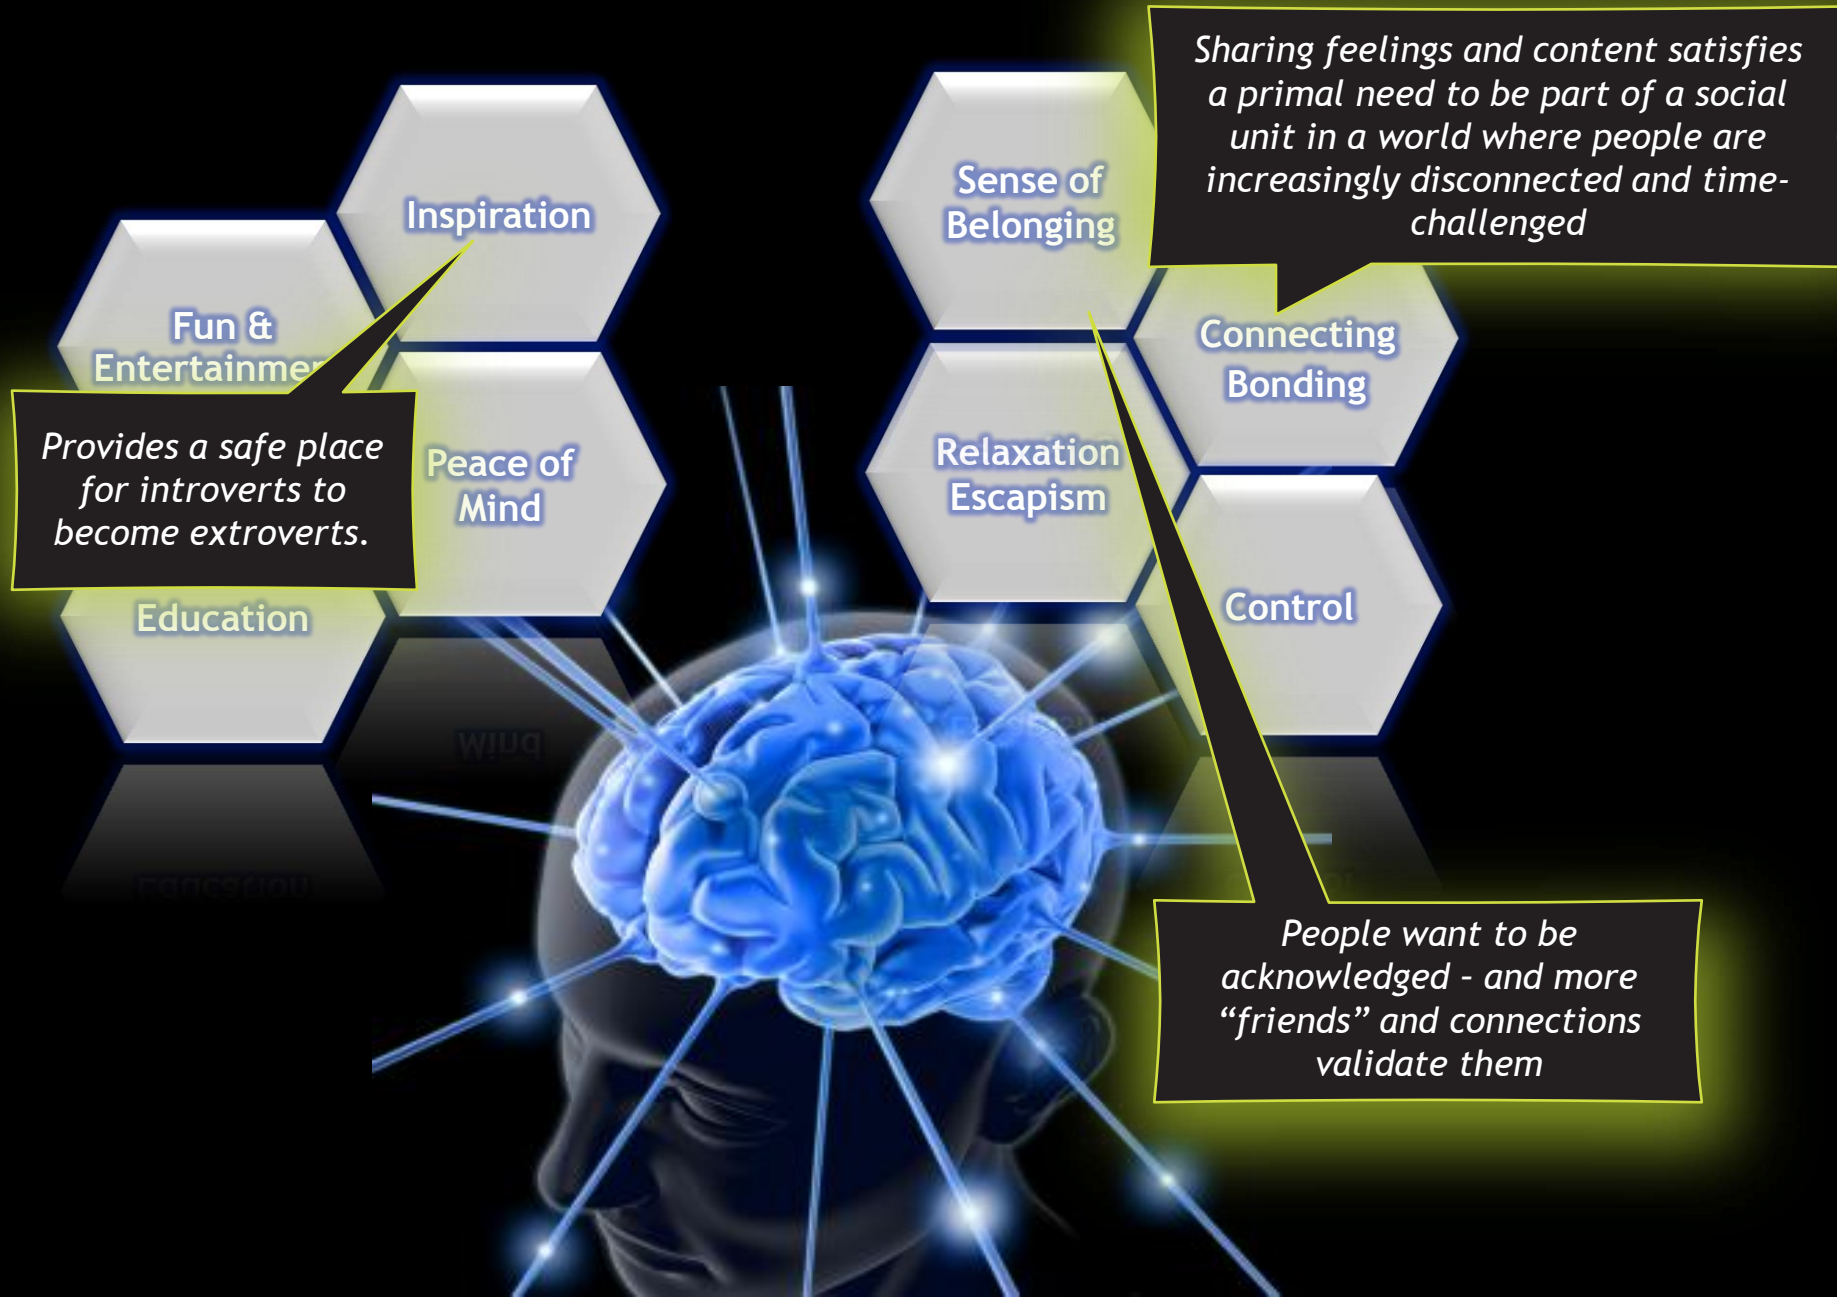 Inspiration
Fun &
Entertainmen
Peace of
Mind
Education
Provides a safe place
for introverts to
become extroverts.
Sense of
Belonging
Connecting
Bonding
Relaxation
Escapism
Control
Sharing feelings and content satisfies
a primal need to be part of a social
unit in a world where people are
increasingly disconnected and time-
challenged
People want to be
acknowledged – and more
“friends” and connections
validate them